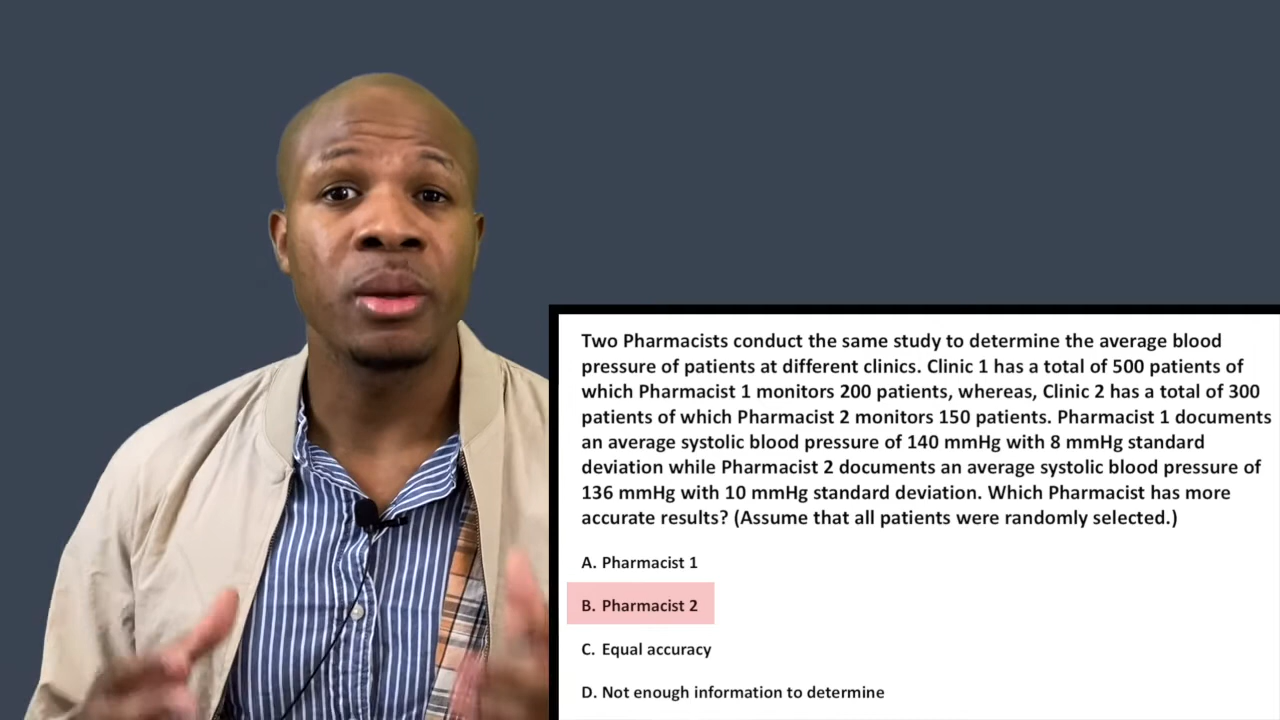 Two Pharmacists conduct the same study to determine the average blood
pressure of patients at different clinics. Clinic 1 has a total of 500 patients of
which Pharmacist 1 monitors 200 patients, whereas, Clinic 2 has a total of 300
patients of which Pharmacist 2 monitors 150 patients. Pharmacist 1 documents
an average systolic blood pressure of 140 mmHg with 8 mmHg standard
deviation while Pharmacist 2 documents an average systolic blood pressure of
136 mmHg with 10 mmHg standard deviation. Which Pharmacist has more
accurate results? (Assume that all patients were randomly selected.)
A. Pharmacist 1
B. Pharmacist 2
C. Equal accuracy
D. Not enough information to determine